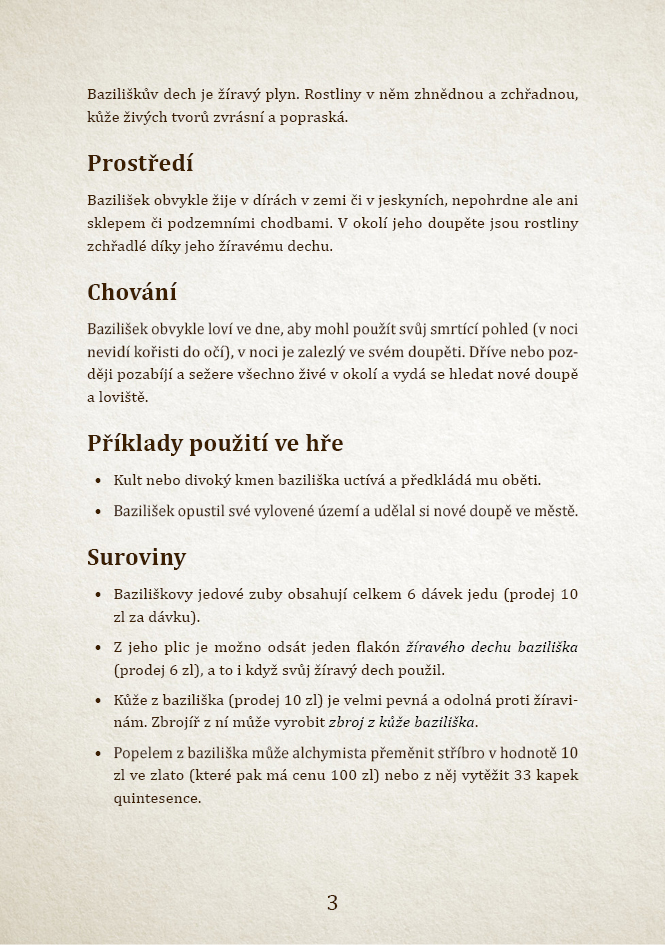 Baziliškův dech je žíravý plyn. Rostliny v něm zhnědnou a zchřadnou,
kůže živých tvorů zvrásní a popraská.
Prostředí
Bazilišek obvykle žije v dírách v zemi či v jeskyních, nepohrdne ale ani
sklepem či podzemními chodbami. V okolí jeho doupěte jsou rostliny
zchřadlé díky jeho žíravému dechu.
Chování
Bazilišek obvykle loví ve dne, aby mohl použít svůj smrtící pohled (v noci
nevidí kořisti do očí), v noci je zalezlý ve svém doupěti. Dříve nebo poz-
ději pozabíjí a sežere všechno živé v okolí a vydá se hledat nové doupě
a loviště.
Příklady použití ve hře
• Kult nebo divoký kmen baziliška uctívá a předkládá mu oběti.
• Bazilišek opustil své vylovené území a udělal si nové doupě ve městě.
Suroviny
• Baziliškovy jedové zuby obsahují celkem 6 dávek jedu (prodej 10
zl za dávku).
• Z jeho plic je možno odsát jeden flakón žíravého dechu baziliška
(prodej 6 zl), a to i když svůj žíravý dech použil.
• Kůže z baziliška (prodej 10 zl) je velmi pevná a odolná proti žíravi-
nám. Zbrojíř z ní může vyrobit zbroj z kůže baziliška.
• Popelem z baziliška může alchymista přeměnit stříbro v hodnotě 10
zl ve zlato (které pak má cenu 100 zl) nebo z něj vytěžit 33 kapek
quintesence.
3